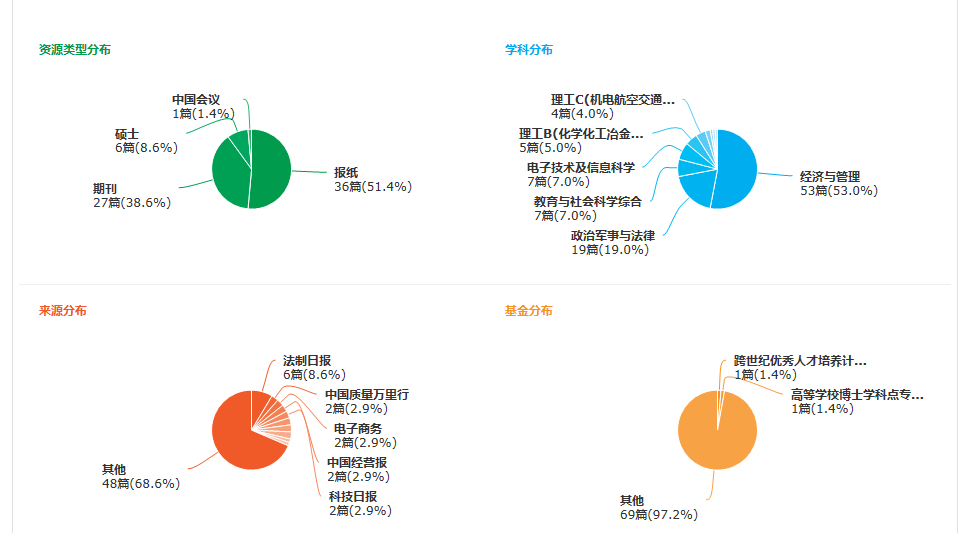 资源类型分布
中国会议
1篇(1.4%)
硕士
6篇(8.6%)
期刊
27篇(38.6%)
报纸
36篇(51.4%)
学科分布
理工C(机电航空交通...
4篇(4.0%)
理工B(化学化工冶金...
5篇(5.0%)
电子技术及信息科学
7篇(7.0%)
教育与社会科学综合
7篇(7.0%)
政治军事与法律
19篇(19.0%)
经济与管理
53篇(53.0%)
来源分布
法制日报
6篇(8.6%)
中国质量万里行
2篇(2.9%)
电子商务
2篇(2.9%)
中国经营报
2篇(2.9%)
科技日报
2篇(2.9%)
其他
48篇(68.6%)
基金分布
跨世纪优秀人才培养计...
1篇(1.4%)
高等学校博士学科点专...
1篇(1.4%)
其他
69篇(97.2%)